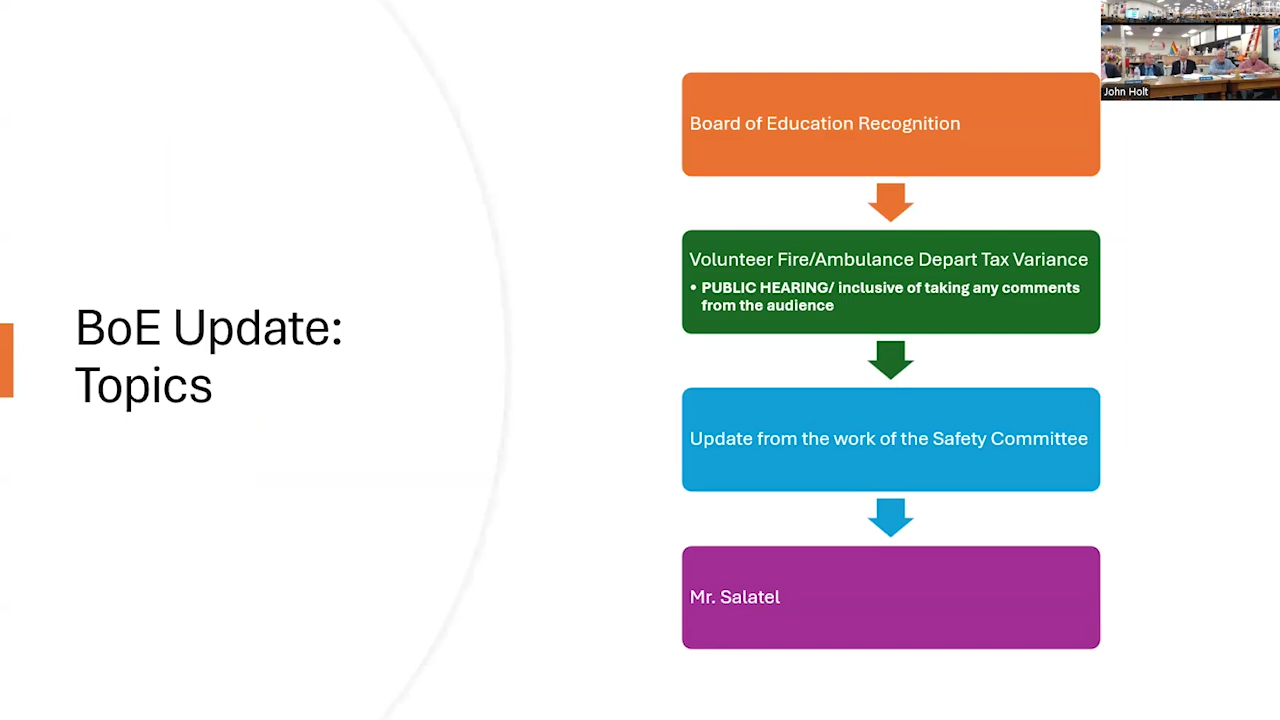 John Holt
Board of Education Recognition
Volunteer Fire/Ambulance Depart Tax Variance
• PUBLIC HEARING/ inclusive of taking any comments
from the audience
BoE Update:
Topics
Update from the work of the Safety Committee
Mr. Salatel